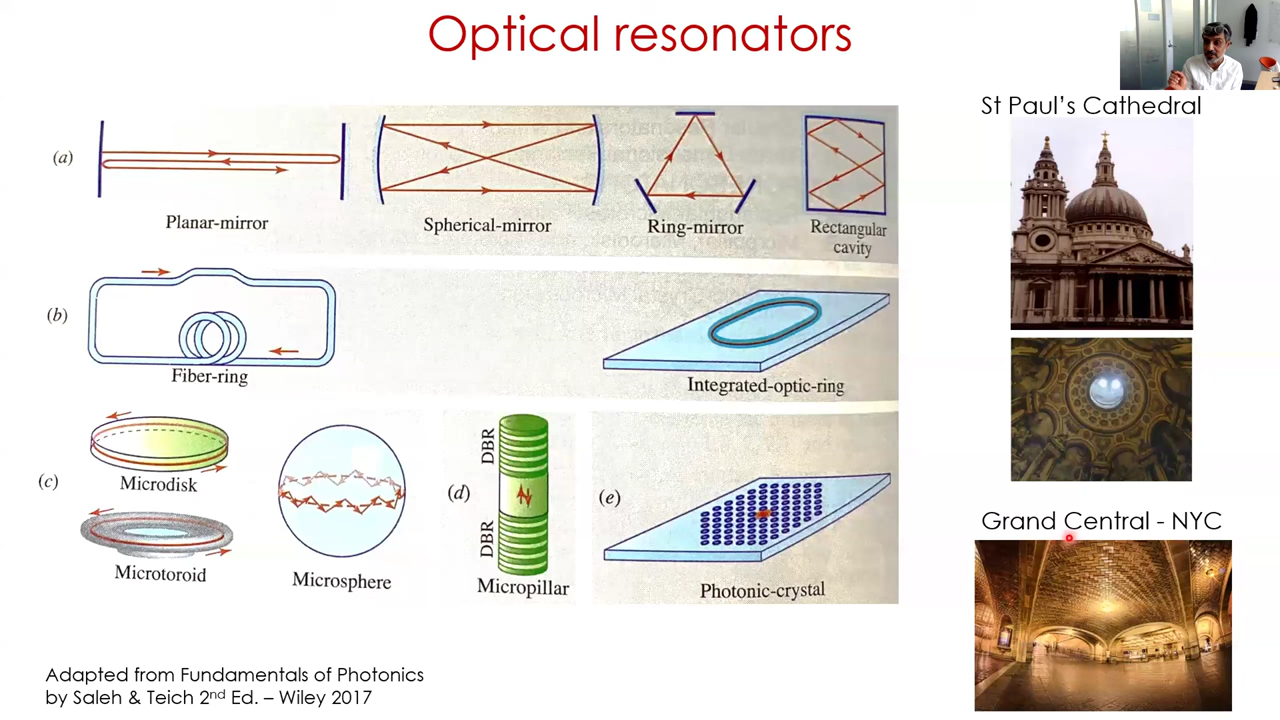 Optical resonators
St Paul's Cathedral
(a)
Planar-mirror
Spherical-mirror
Ring-mirror
Rectangular
cavity
(b)
Fiber-ring
Integrated-optic-ring
(c)
Microdisk
Microtoroid
Microsphere
(d)
DBR
DBR
Micropillar
(e)
Photonic-crystal
Grand Central - NYC
Adapted from Fundamentals of Photonics
by Saleh & Teich 2nd Ed. – Wiley 2017